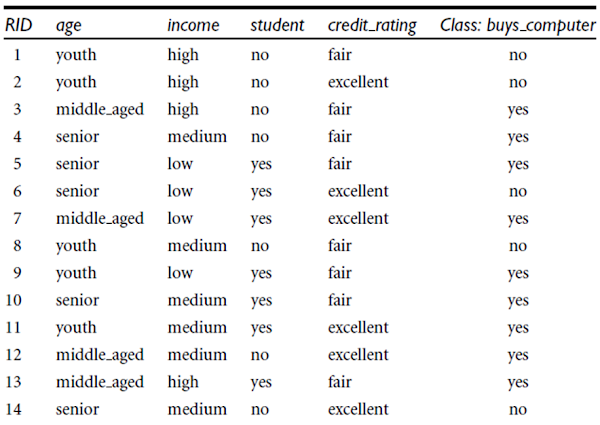 RID age income student credit_rating Class: buys_computer
1 youth high no fair no
2 youth high no excellent no
3 middle_aged high no fair yes
4 senior medium no fair yes
5 senior low yes fair yes
6 senior low yes excellent no
7 middle_aged low yes excellent yes
8 youth medium no fair no
9 youth low yes fair yes
10 senior medium yes fair yes
11 youth medium yes excellent yes
12 middle_aged medium no excellent yes
13 middle_aged high yes fair yes
14 senior medium no excellent no